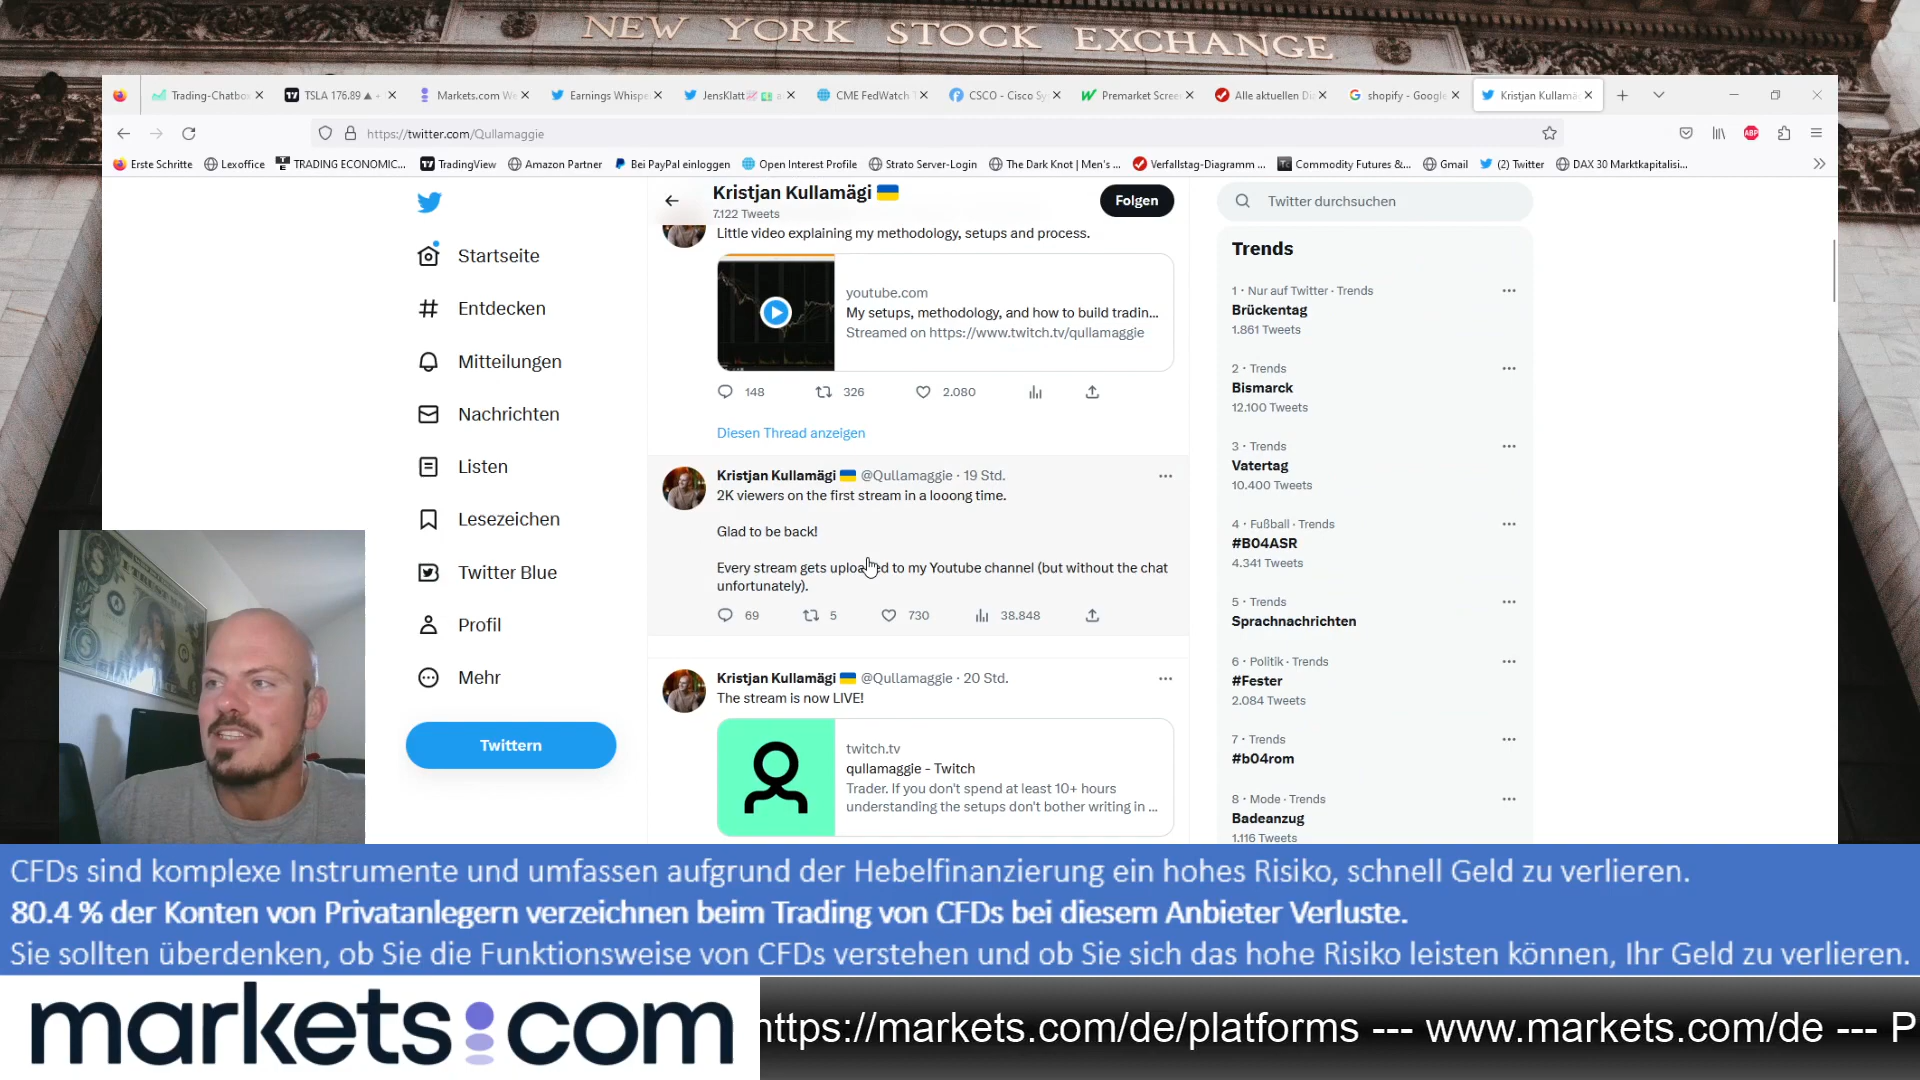 NEW YORK STOCK EXCHANGE
Trading-Chatbox
TSLA 176.89 ▲ +
Markets.com We
Earnings Whispe
JensKlatt
CME FedWatch T
CSCO - Cisco Sy
Premarket Scree
Alle aktuellen Di
shopify - Google
Kristjan Kullamä
https://twitter.com/Qullamaggie
Erste Schritte
Lexoffice
TRADING ECONOMIC...
TradingView
Amazon Partner
Bei PayPal einloggen
Open Interest Profile
Strato Server-Login
The Dark Knot | Men's ...
Verfallstag-Diagramm ...
Commodity Futures &...
Gmail
(2) Twitter
DAX 30 Marktkapitalisi...
Startseite
Entdecken
Mitteilungen
Nachrichten
Listen
Lesezeichen
Twitter Blue
Profil
Mehr
Twittern
Kristjan Kullamägi
7.122 Tweets
Folgen
Little video explaining my methodology, setups and process.
youtube.com
My setups, methodology, and how to build tradin...
Streamed on https://www.twitch.tv/qullamaggie
148 326 2.080
Diesen Thread anzeigen
Kristjan Kullamägi @Qullamaggie · 19 Std.
2K viewers on the first stream in a looong time.
Glad to be back!
Every stream gets uploaded to my Youtube channel (but without the chat
unfortunately).
69 5 730 38.848
Kristjan Kullamägi @Qullamaggie · 20 Std.
The stream is now LIVE!
twitch.tv
qullamaggie - Twitch
Trader. If you don't spend at least 10+ hours
understanding the setups don't bother writing in ...
Twitter durchsuchen
Trends
1 · Nur auf Twitter · Trends
Brückentag
1.861 Tweets
2 · Trends
Bismarck
12.100 Tweets
3 · Trends
Vatertag
10.400 Tweets
4 · Fußball · Trends
#B04ASR
4.341 Tweets
5 · Trends
Sprachnachrichten
6 · Politik · Trends
#Fester
2.084 Tweets
7 · Trends
#b04rom
8 · Mode · Trends
Badeanzug
1.116 Tweets
CFDs sind komplexe Instrumente und umfassen aufgrund der Hebelfinanzierung ein hohes Risiko, schnell Geld zu verlieren.
80.4 % der Konten von Privatanlegern verzeichnen beim Trading von CFDs bei diesem Anbieter Verluste.
Sie sollten überdenken, ob Sie die Funktionsweise von CFDs verstehen und ob Sie sich das hohe Risiko leisten können, Ihr Geld zu verlieren.
markets.com
https://markets.com/de/platforms --- www.markets.com/de --- P